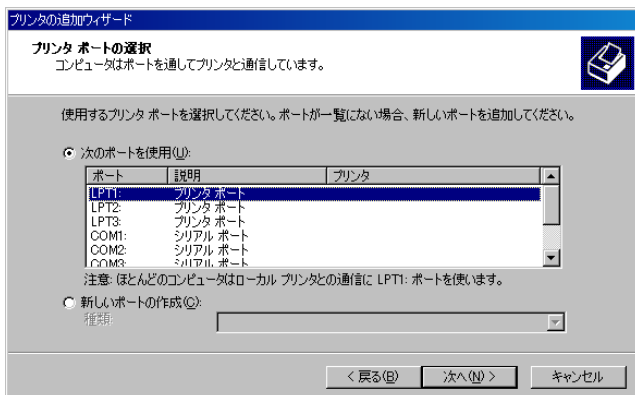 プリンタの追加ウィザード
プリンタ ポートの選択
コンピュータはポートを通してプリンタと通信しています。
使用するプリンタ ポートを選択してください。ポートが一覧にない場合、新しいポートを追加してください。
次のポートを使用(U):
ポート 説明 プリンタ
LPT1: プリンタ ポート
LPT2: プリンタ ポート
LPT3: プリンタ ポート
COM1: シリアル ポート
COM2: シリアル ポート
COM3: シリアル ポート
注意: ほとんどのコンピュータはローカル プリンタとの通信に LPT1: ポートを使います。
新しいポートの作成(C):
種類:
< 戻る(B) 次へ(N) > キャンセル